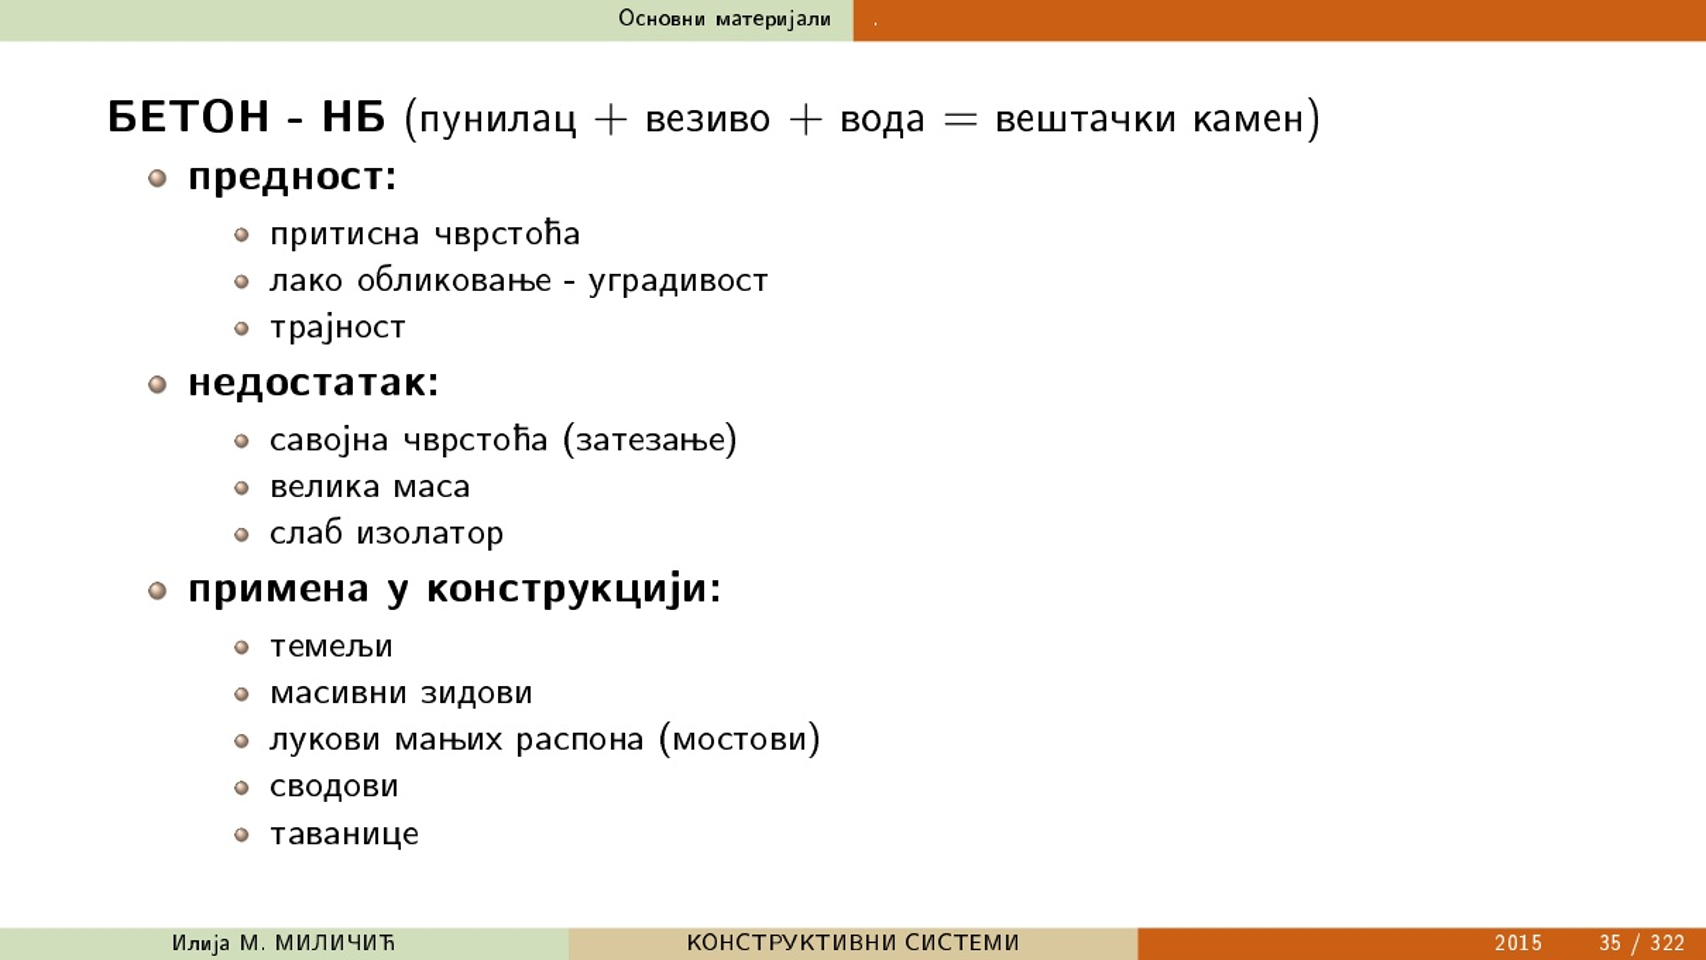 Основни материјали .
БЕТОН - НБ (пунилац + везиво + вода = вештачки камен)
предност:
притисна чврстоћа
лако обликовање - уградивост
трајност
недостатак:
савојна чврстоћа (затезање)
велика маса
слаб изолатор
примена у конструкцији:
темељи
масивни зидови
лукови мањих распона (мостови)
сводови
таванице
Илија М. МИЛИЧИЋ КОНСТРУКТИВНИ СИСТЕМИ 2015 35 / 322